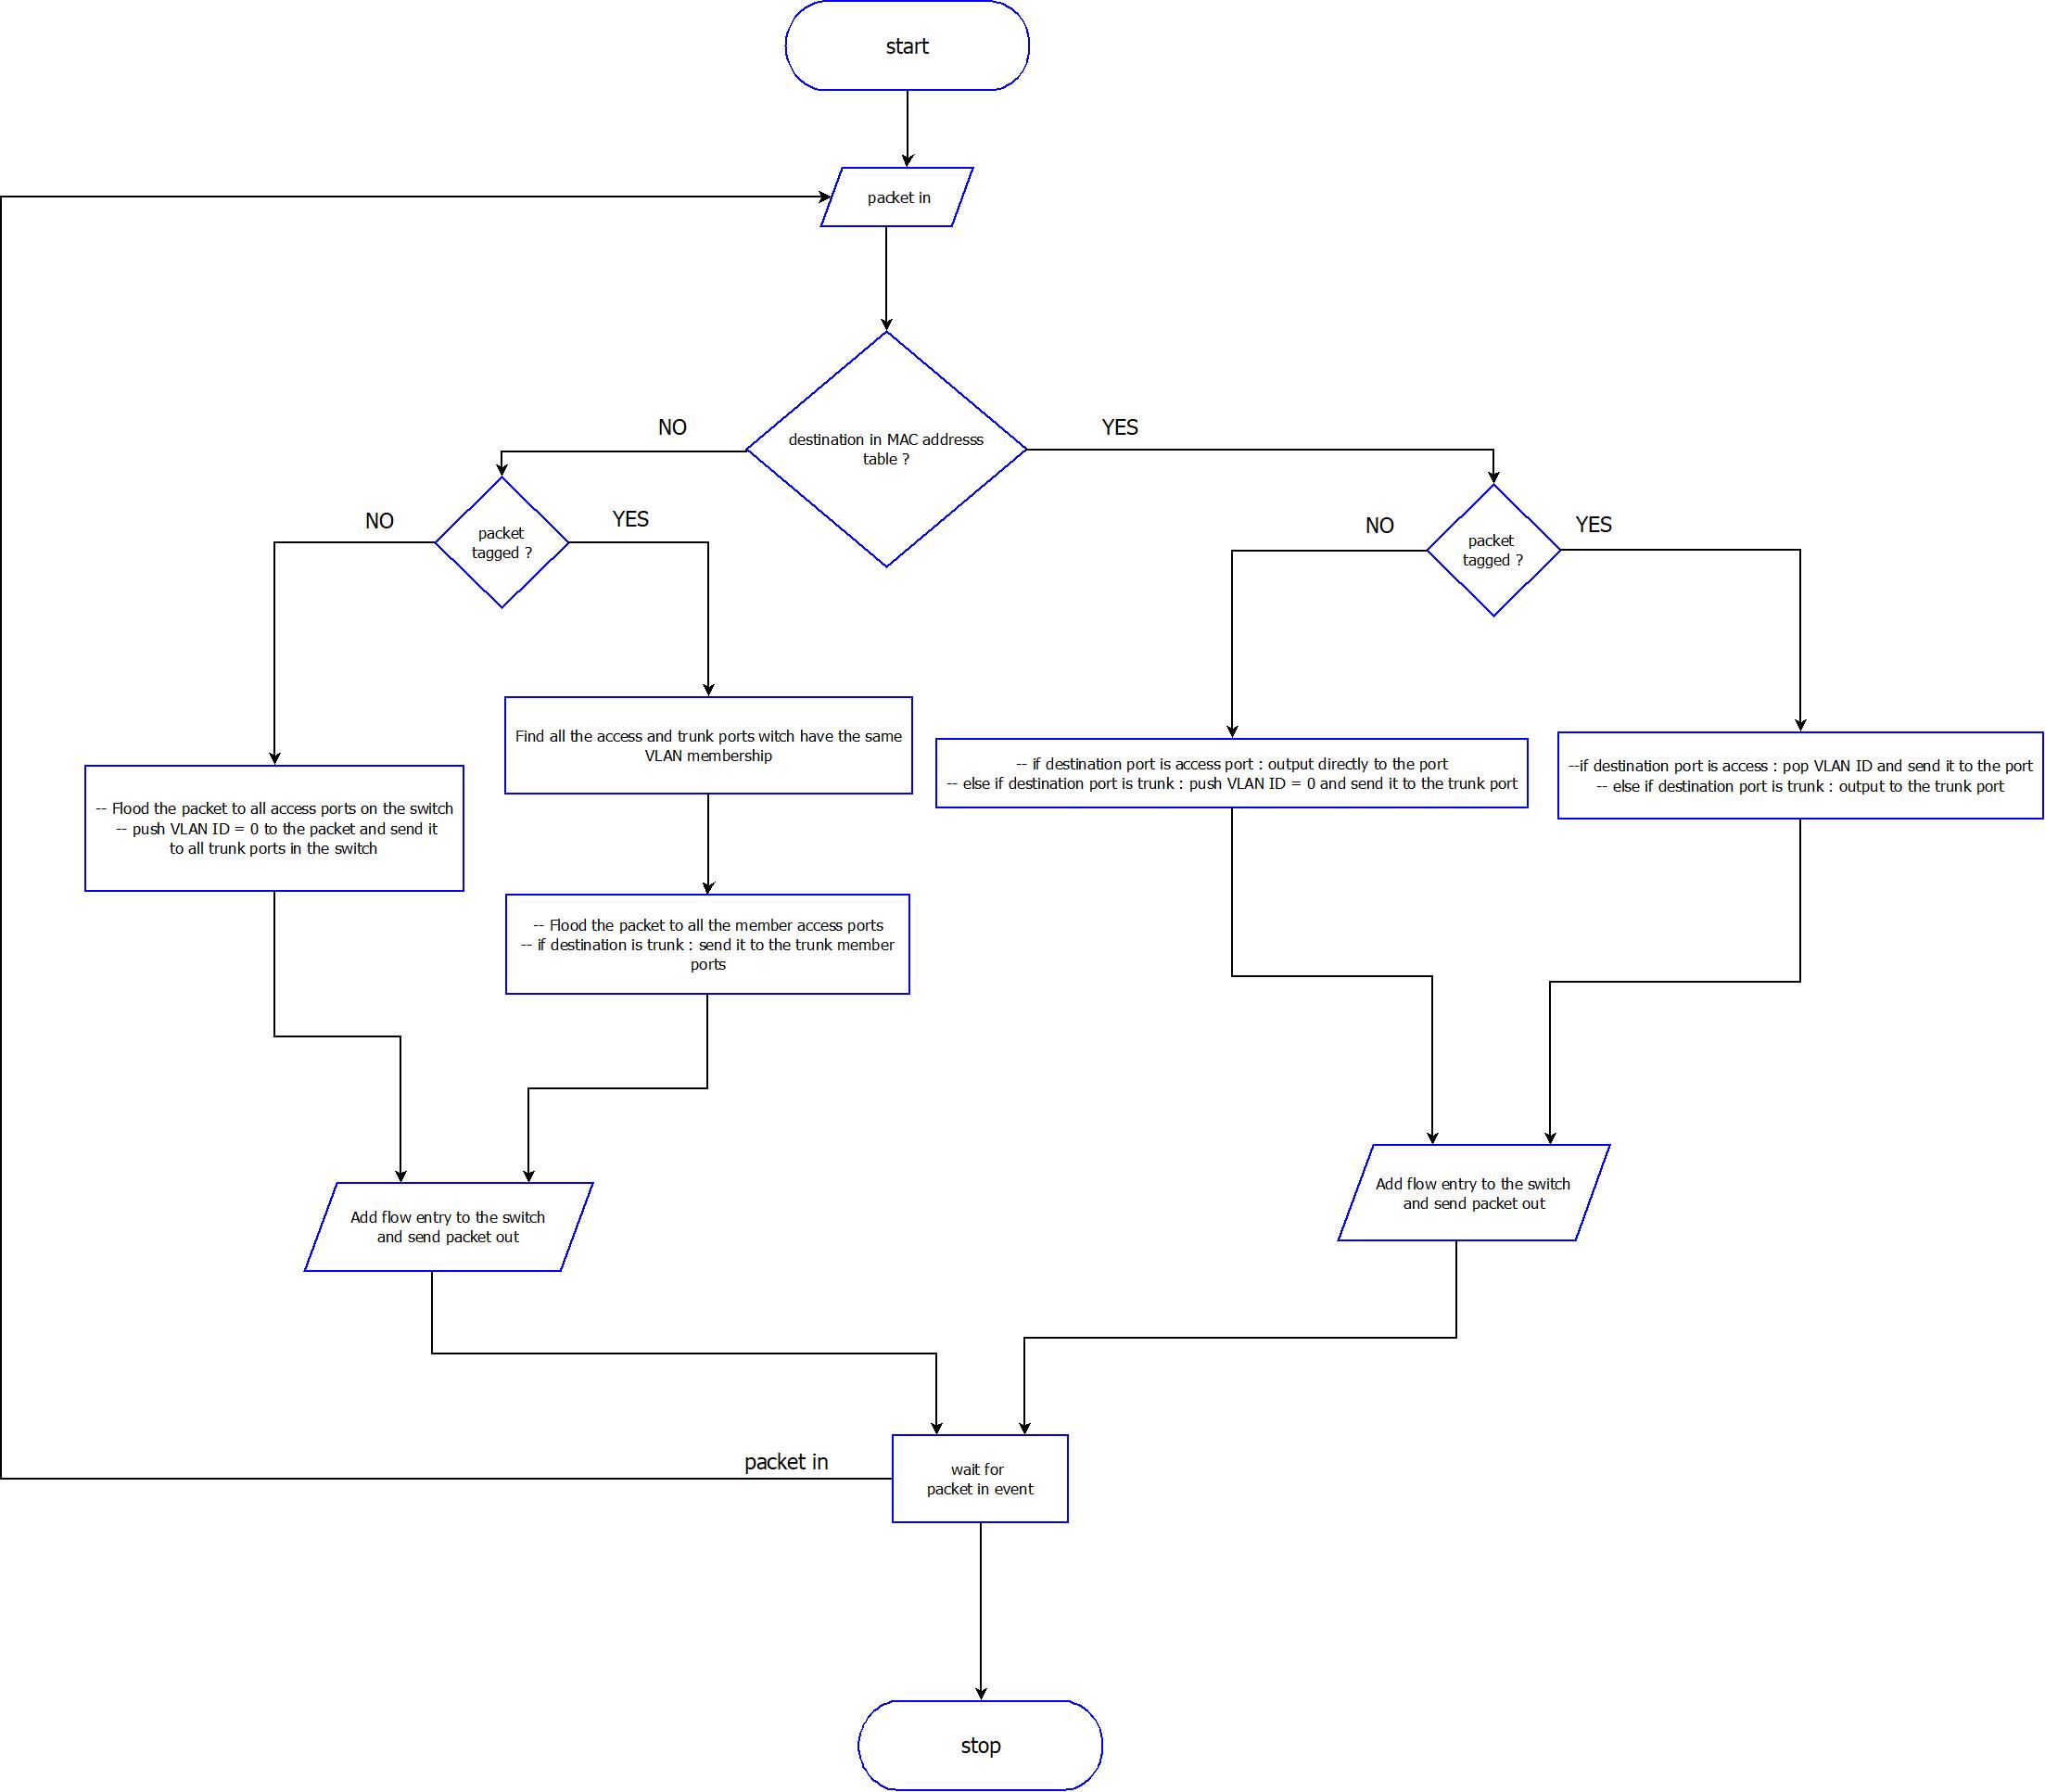 start
packet in
NO
YES
destination in MAC addresss
table ?
NO
YES
packet
tagged ?
NO
YES
packet
tagged ?
Find all the access and trunk ports witch have the same
VLAN membership
-- if destination port is access port : output directly to the port
-- else if destination port is trunk : push VLAN ID = 0 and send it to the trunk port
--if destination port is access : pop VLAN ID and send it to the port
-- else if destination port is trunk : output to the trunk port
-- Flood the packet to all access ports on the switch
-- push VLAN ID = 0 to the packet and send it
to all trunk ports in the switch
-- Flood the packet to all the member access ports
-- if destination is trunk : send it to the trunk member
ports
Add flow entry to the switch
and send packet out
Add flow entry to the switch
and send packet out
packet in
wait for
packet in event
stop